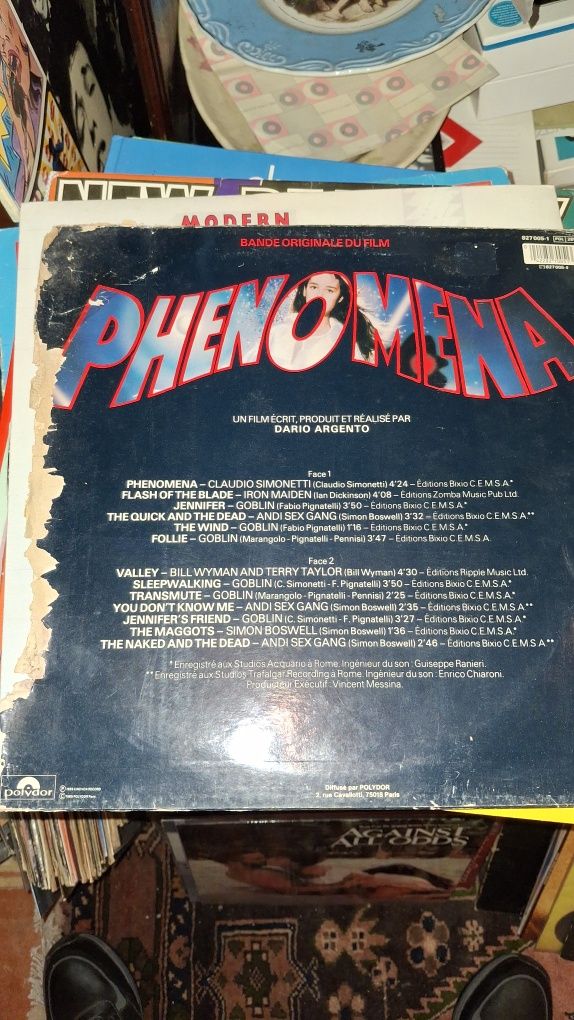 MODERN
BANDE ORIGINALE DU FILM
827 005-1 POL
827 005-4
PHENOMENA
UN FILM ÉCRIT, PRODUIT ET RÉALISÉ PAR
DARIO ARGENTO
Face 1
PHENOMENA – CLAUDIO SIMONETTI (Claudio Simonetti) 4'24 – Éditions Bixio C.E.M.S.A.*
FLASH OF THE BLADE – IRON MAIDEN (Ian Dickinson) 4'08 – Éditions Zomba Music Pub Ltd.
JENNIFER – GOBLIN (Fabio Pignatelli) 3'50 – Éditions Bixio C.E.M.S.A.*
THE QUICK AND THE DEAD – ANDI SEX GANG (Simon Boswell) 3'32 – Éditions Bixio C.E.M.S.A.**
THE WIND – GOBLIN (Fabio Pignatelli) 1'16 – Éditions Bixio C.E.M.S.A.*
FOLLIE – GOBLIN (Marangolo - Pignatelli - Pennisi) 3'47 – Éditions Bixio C.E.M.S.A.
Face 2
VALLEY – BILL WYMAN AND TERRY TAYLOR (Bill Wyman) 4'30 – Éditions Ripple Music Ltd.
SLEEPWALKING – GOBLIN (C. Simonetti - F. Pignatelli) 3'50 – Éditions Bixio C.E.M.S.A.*
TRANSMUTE – GOBLIN (Marangolo - Pignatelli - Pennisi) 2'25 – Éditions Bixio C.E.M.S.A.*
YOU DON'T KNOW ME – ANDI SEX GANG (Simon Boswell) 2'35 – Éditions Bixio C.E.M.S.A.**
JENNIFER'S FRIEND – GOBLIN (C. Simonetti - F. Pignatelli) 3'27 – Éditions Bixio C.E.M.S.A.*
THE MAGGOTS – SIMON BOSWELL (Simon Boswell) 1'36 – Éditions Bixio C.E.M.S.A.*
THE NAKED AND THE DEAD – ANDI SEX GANG (Simon Boswell) 2'46 – Éditions Bixio C.E.M.S.A.**
*Enregistré aux Studios Acquario à Rome. Ingénieur du son : Guiseppe Ranieri.
**Enregistré aux Studios Trafalgar Recording à Rome. Ingénieur du son : Enrico Chiaroni.
Producteur Exécutif : Vincent Messina.
polydor
Diffusé par POLYDOR
2, rue Cavallotti, 75018 Paris
AGAINST
ALL ODDS